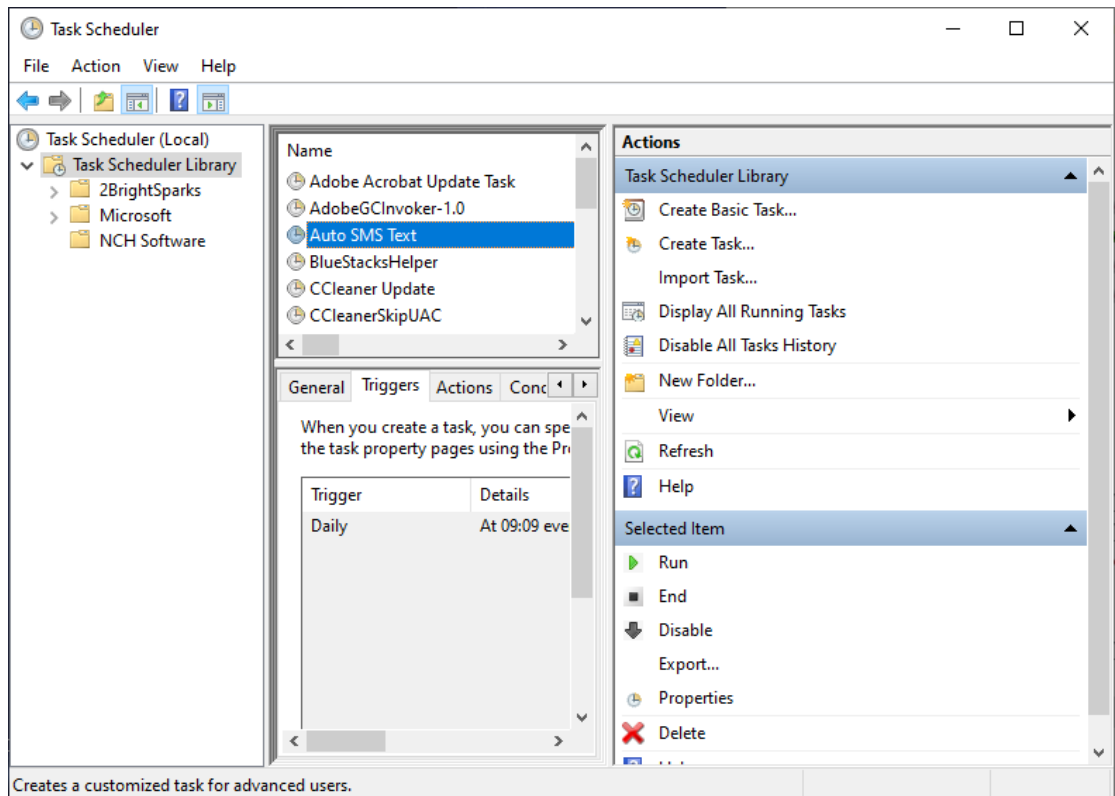 Task Scheduler
File Action View Help
Task Scheduler (Local)
Task Scheduler Library
2BrightSparks
Microsoft
NCH Software
Name
Adobe Acrobat Update Task
AdobeGCInvoker-1.0
Auto SMS Text
BlueStacksHelper
CCleaner Update
CCleanerSkipUAC
General Triggers Actions Conc
When you create a task, you can spe
the task property pages using the Pr
Trigger Details
Daily At 09:09 eve
Actions
Task Scheduler Library
Create Basic Task...
Create Task...
Import Task...
Display All Running Tasks
Disable All Tasks History
New Folder...
View
Refresh
Help
Selected Item
Run
End
Disable
Export...
Properties
Delete
Creates a customized task for advanced users.